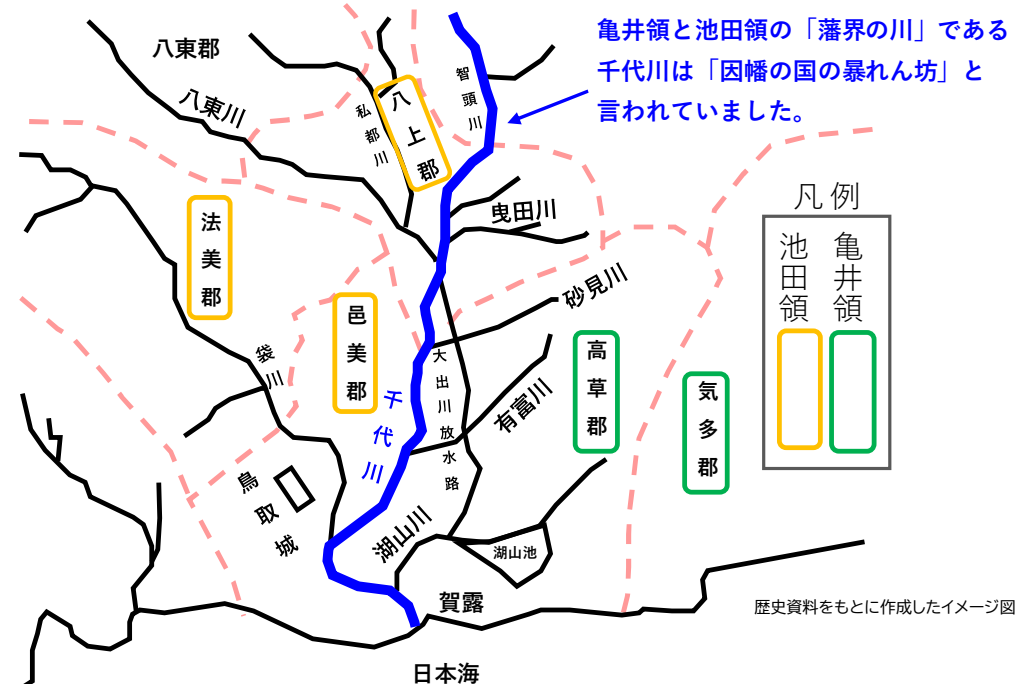 亀井領と池田領の「藩界の川」である
千代川は「因幡の国の暴れん坊」と
言われていました。
八東郡
八東川
私都川
八上郡
智頭川
曳田川
法美郡
邑美郡
砂見川
袋川
千代川
大出川放水路
有富川
高草郡
気多郡
鳥取城
湖山川
湖山池
賀露
日本海
凡例
池田領
亀井領
歴史資料をもとに作成したイメージ図